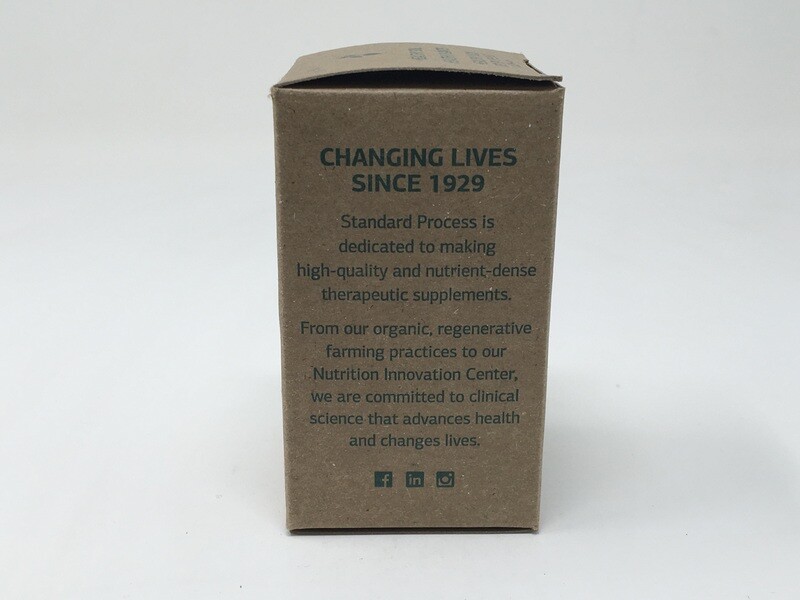 CHANGING LIVES
SINCE 1929
Standard Process is
dedicated to making
high-quality and nutrient-dense
therapeutic supplements.
From our organic, regenerative
farming practices to our
Nutrition Innovation Center,
we are committed to clinical
science that advances health
and changes lives.